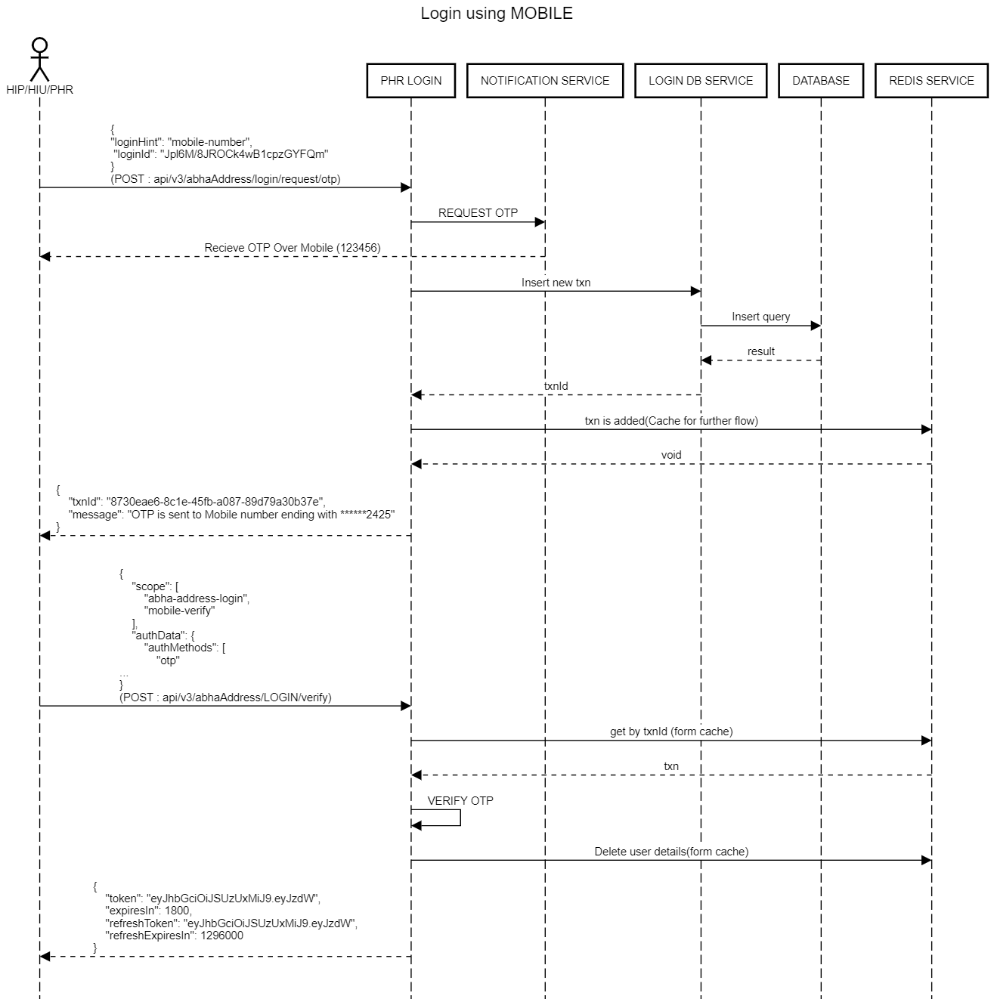 Login using MOBILE
HIP/HIU/PHR
PHR LOGIN
NOTIFICATION SERVICE
LOGIN DB SERVICE
DATABASE
REDIS SERVICE
{
"loginHint": "mobile-number",
"loginId": "Jpl6M/8JROCk4wB1cpzGYFQm"
}
(POST : api/v3/abhaAddress/login/request/otp)
REQUEST OTP
Recieve OTP Over Mobile (123456)
Insert new txn
Insert query
result
txnId
txn is added(Cache for further flow)
void
{
"txnId": "8730eae6-8c1e-45fb-a087-89d79a30b37e",
"message": "OTP is sent to Mobile number ending with ******2425"
}
{
"scope": [
"abha-address-login",
"mobile-verify"
],
"authData": {
"authMethods": [
"otp"
...
}
(POST : api/v3/abhaAddress/LOGIN/verify)
get by txnId (form cache)
txn
VERIFY OTP
Delete user details(form cache)
{
"token": "eyJhbGciOiJSUzUxMiJ9.eyJzdW",
"expiresIn": 1800,
"refreshToken": "eyJhbGciOiJSUzUxMiJ9.eyJzdW",
"refreshExpiresIn": 1296000
}